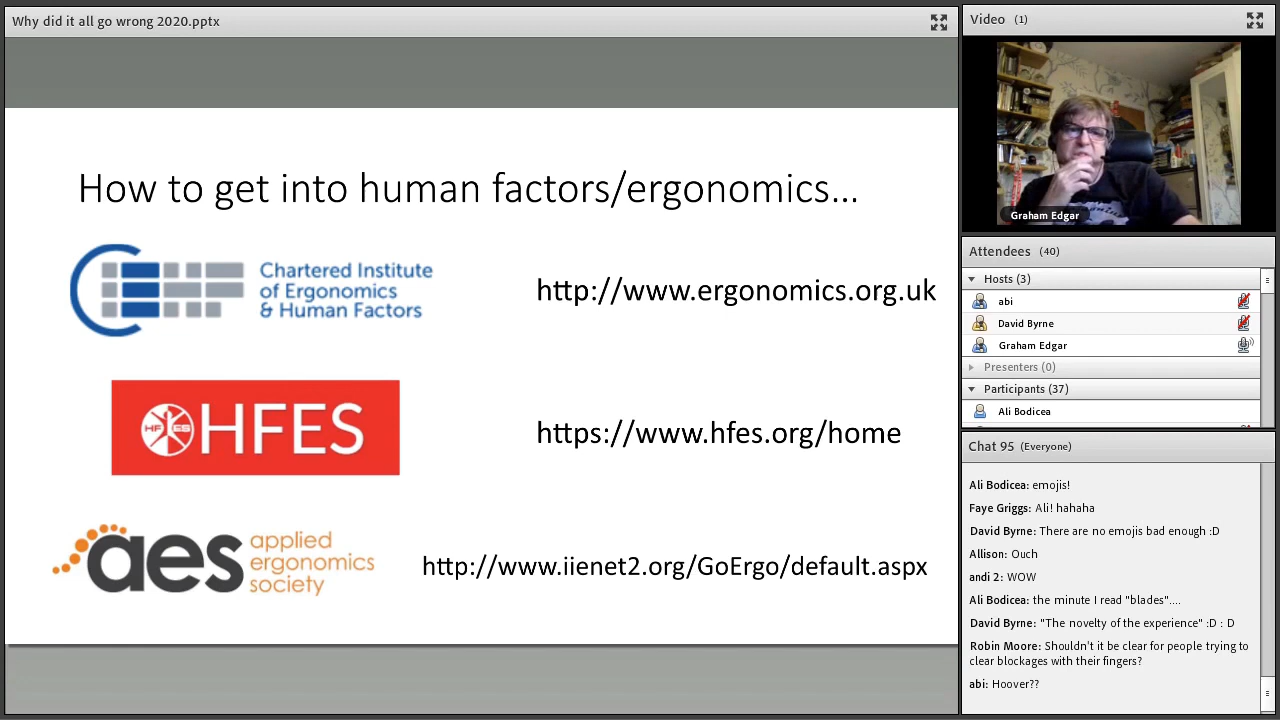 Why did it all go wrong 2020.pptx
How to get into human factors/ergonomics...
Chartered Institute
of Ergonomics
& Human Factors
http://www.ergonomics.org.uk
HF ES
HFES
https://www.hfes.org/home
aes
applied
ergonomics
society
http://www.iienet2.org/GoErgo/default.aspx
Video (1)
Graham Edgar
Attendees (40)
Hosts (3)
abi
David Byrne
Graham Edgar
Presenters (0)
Participants (37)
Ali Bodicea
Chat 95 (Everyone)
Ali Bodicea: emojis!
Faye Griggs: Ali! hahaha
David Byrne: There are no emojis bad enough :D
Allison: Ouch
andi 2: WOW
Ali Bodicea: the minute I read "blades"....
David Byrne: "The novelty of the experience" :D : D
Robin Moore: Shouldn't it be clear for people trying to
clear blockages with their fingers?
abi: Hoover??